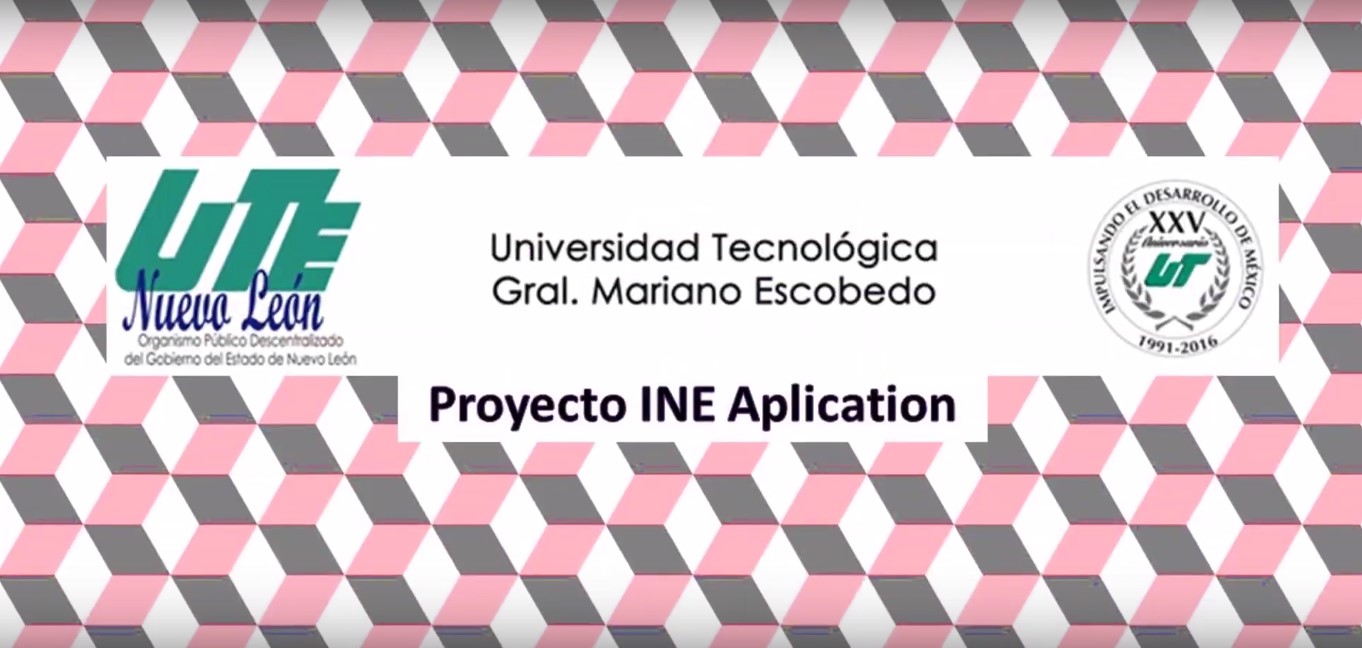 UTE
Nuevo León
Organismo Público Descentralizado
del Gobierno del Estado de Nuevo León
Universidad Tecnológica
Gral. Mariano Escobedo
IMPULSANDO EL DESARROLLO DE MÉXICO
XXV
Aniversario
UT
1991-2016
Proyecto INE Aplication